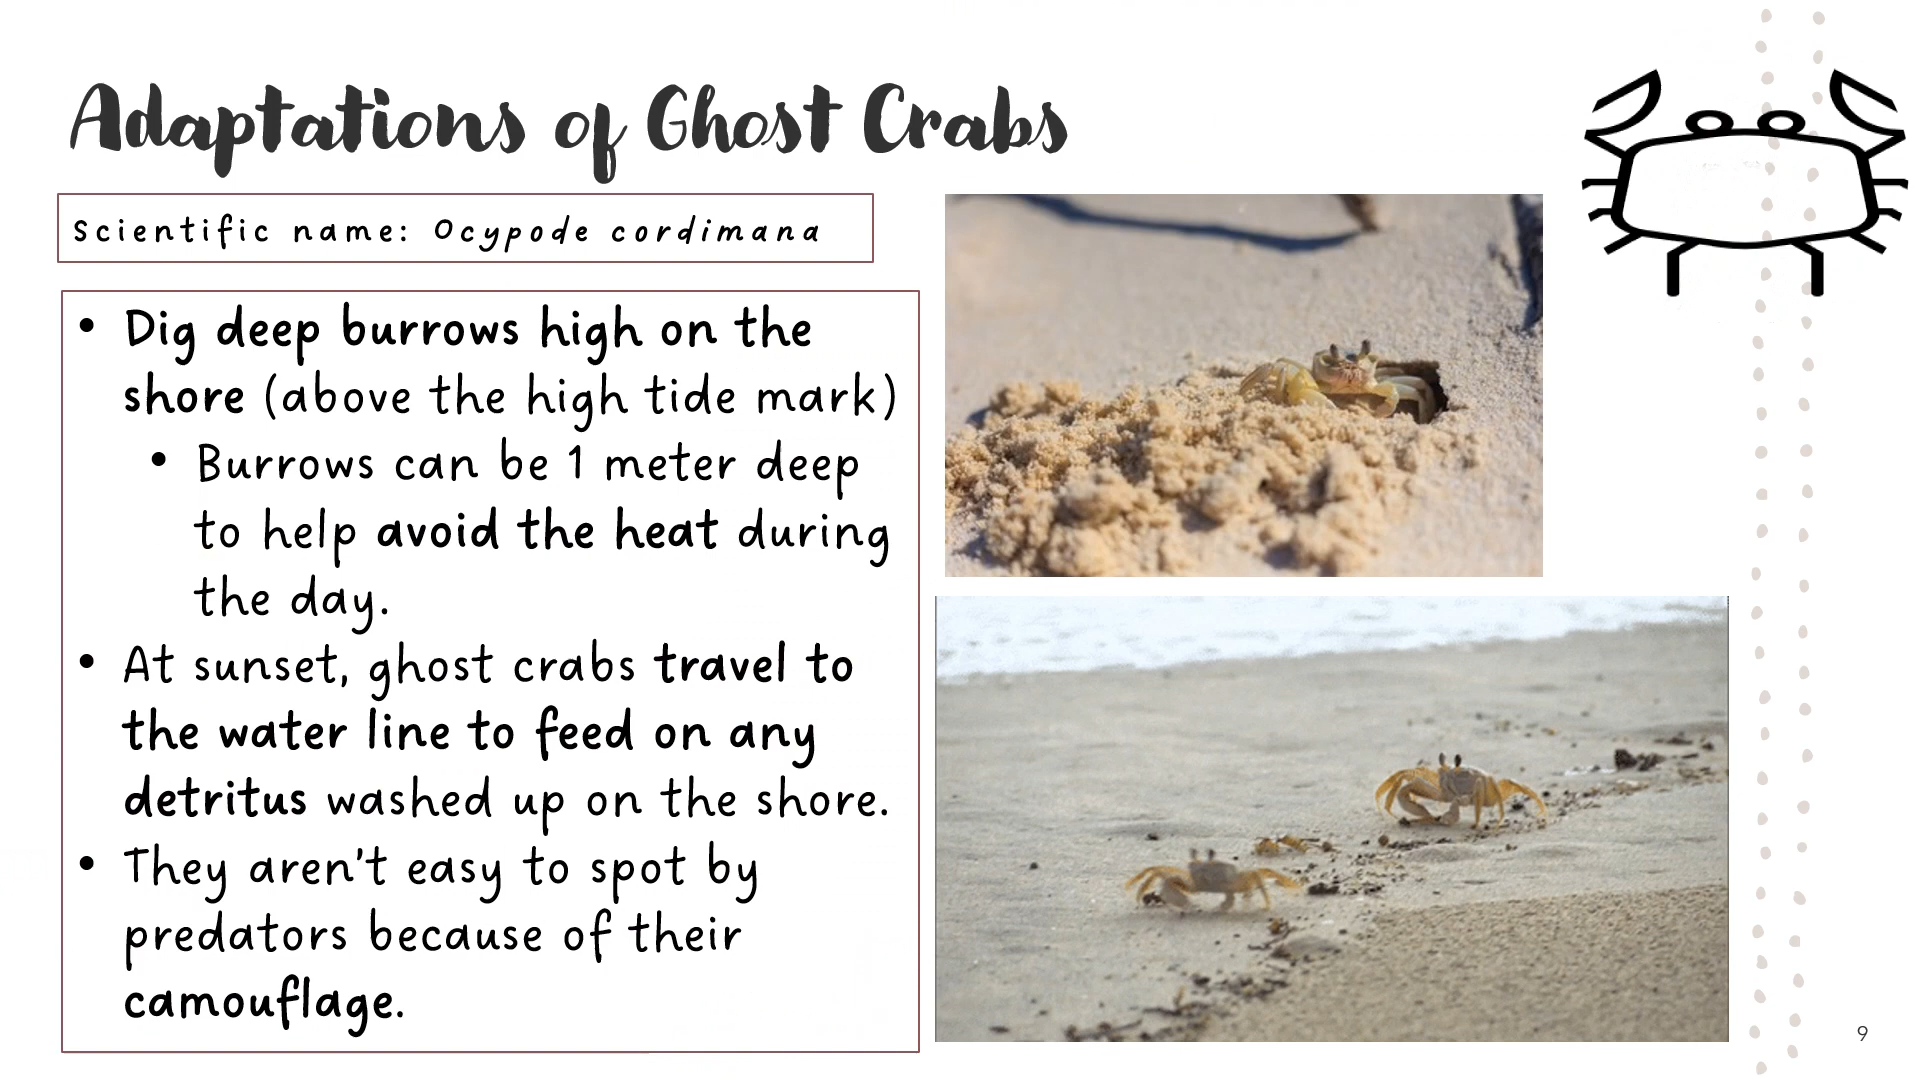 Adaptations of Ghost Crabs
Scientific name: Ocypode cordimana
• Dig deep burrows high on the
shore (above the high tide mark)
• Burrows can be 1 meter deep
to help avoid the heat during
the day.
• At sunset, ghost crabs travel to
the water line to feed on any
detritus washed up on the shore.
• They aren't easy to spot by
predators because of their
camouflage.
9